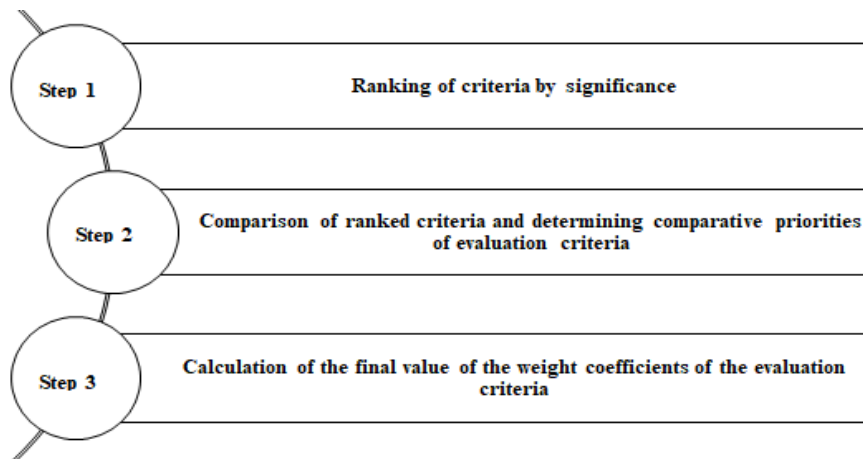 Step 1
Ranking of criteria by significance
Step 2
Comparison of ranked criteria and determining comparative priorities
of evaluation criteria
Step 3
Calculation of the final value of the weight coefficients of the evaluation
criteria